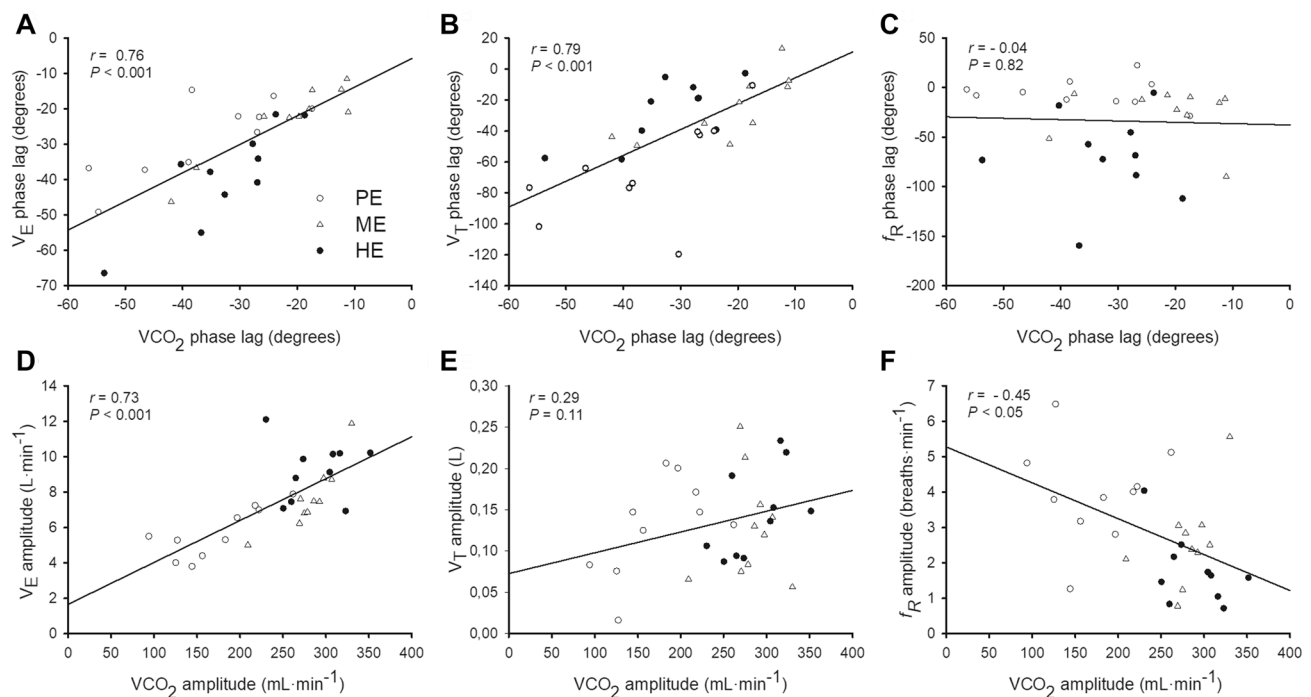 A
r = 0.76
P < 0.001
0
-10
-20
-30
-40
-50
-60
-70
V_E phase lag (degrees)
PE
ME
HE
-60 -50 -40 -30 -20 -10 0
VCO₂ phase lag (degrees)
B
r = 0.79
P < 0.001
20
0
-20
-40
-60
-80
-100
-120
-140
V_T phase lag (degrees)
-60 -50 -40 -30 -20 -10 0
VCO₂ phase lag (degrees)
C
r = - 0.04
P = 0.82
50
0
-50
-100
-150
-200
f_R phase lag (degrees)
-60 -50 -40 -30 -20 -10 0
VCO₂ phase lag (degrees)
D
r = 0.73
P < 0.001
14
12
10
8
6
4
2
0
V_E amplitude (L·min⁻¹)
0 50 100 150 200 250 300 350 400
VCO₂ amplitude (mL·min⁻¹)
E
r = 0.29
P = 0.11
0,35
0,30
0,25
0,20
0,15
0,10
0,05
0,00
V_T amplitude (L)
0 50 100 150 200 250 300 350 400
VCO₂ amplitude (mL·min⁻¹)
F
r = - 0.45
P < 0.05
7
6
5
4
3
2
1
0
f_R amplitude (breaths·min⁻¹)
0 50 100 150 200 250 300 350 400
VCO₂ amplitude (mL·min⁻¹)